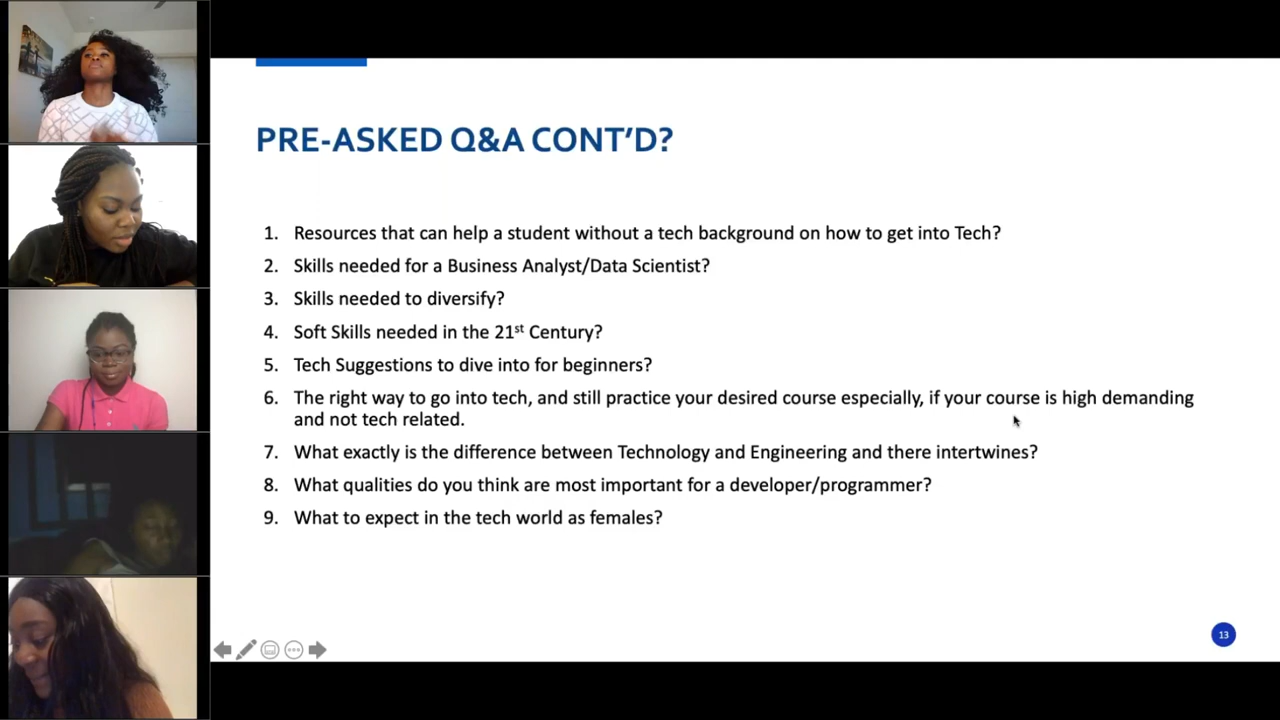 PRE-ASKED Q&A CONT’D?
1. Resources that can help a student without a tech background on how to get into Tech?
2. Skills needed for a Business Analyst/Data Scientist?
3. Skills needed to diversify?
4. Soft Skills needed in the 21st Century?
5. Tech Suggestions to dive into for beginners?
6. The right way to go into tech, and still practice your desired course especially, if your course is high demanding
and not tech related.
7. What exactly is the difference between Technology and Engineering and there intertwines?
8. What qualities do you think are most important for a developer/programmer?
9. What to expect in the tech world as females?
13